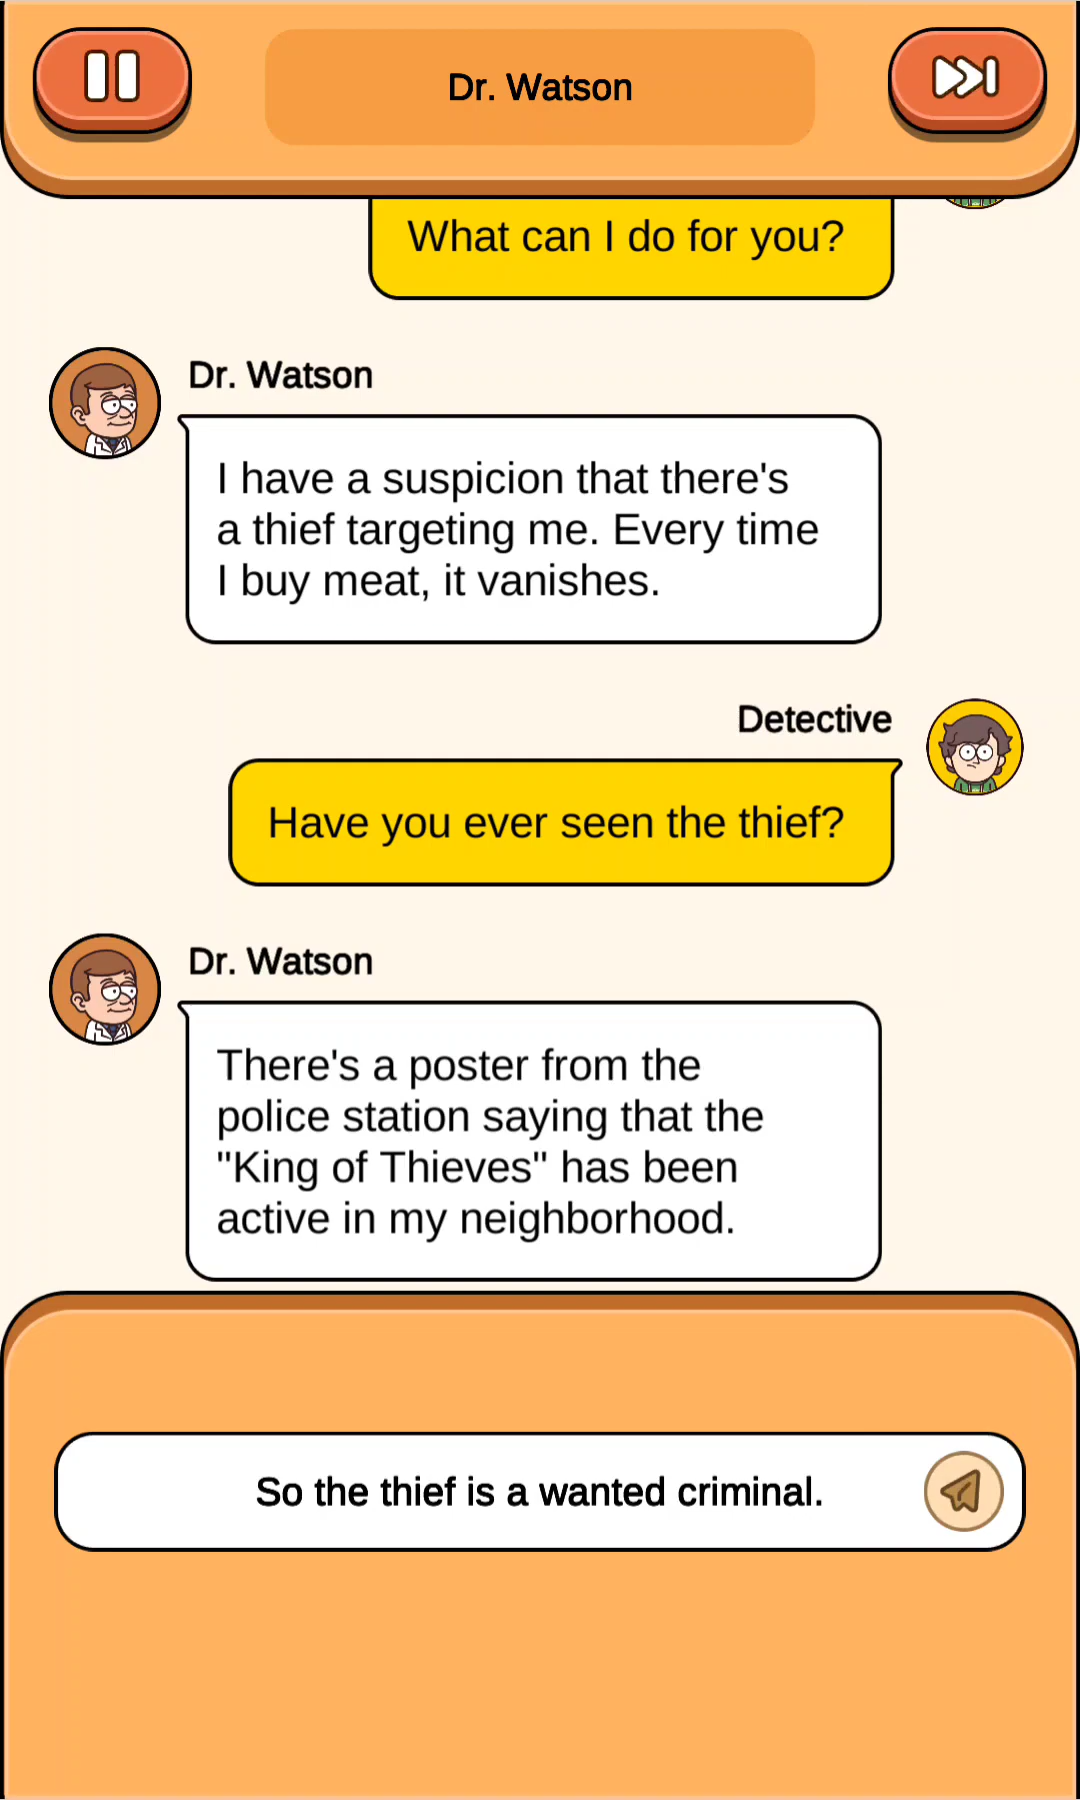 Dr. Watson
What can I do for you?
Dr. Watson
I have a suspicion that there's
a thief targeting me. Every time
I buy meat, it vanishes.
Detective
Have you ever seen the thief?
Dr. Watson
There's a poster from the
police station saying that the
"King of Thieves" has been
active in my neighborhood.
So the thief is a wanted criminal.